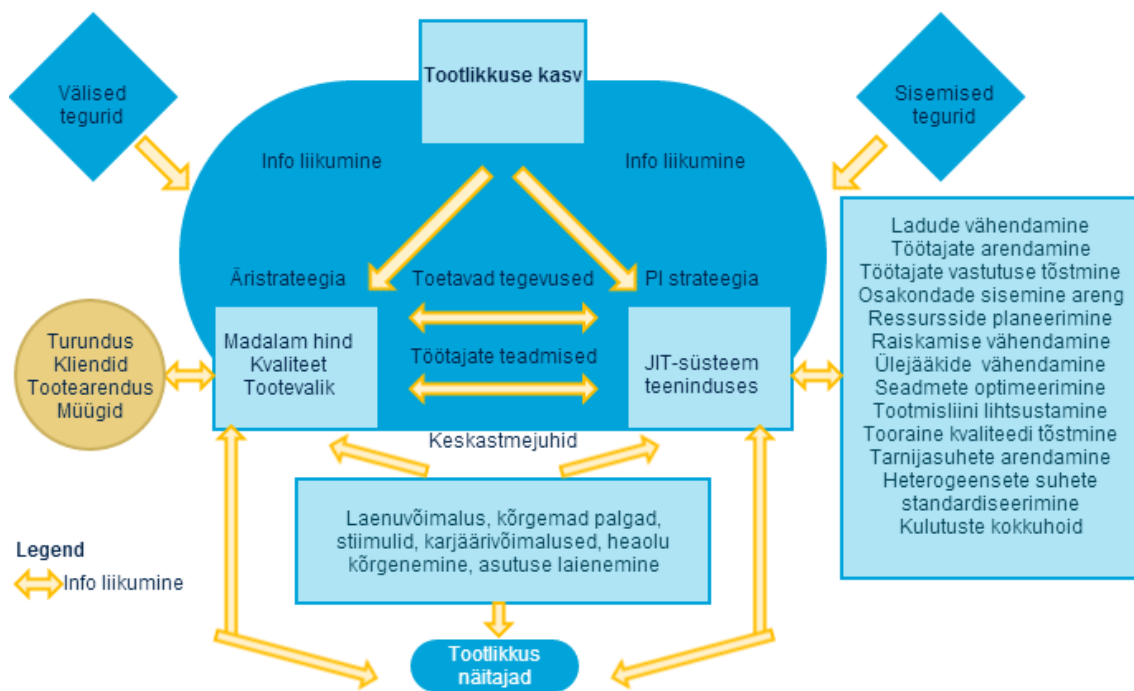 Tootlikkuse kasv
Välised
tegurid
Sisemised
tegurid
Info liikumine
Info liikumine
Äristrateegia
Toetavad tegevused
PI strateegia
Madalam hind
Kvaliteet
Tootevalik
Töötajate teadmised
JIT-süsteem
teeninduses
Turundus
Kliendid
Tootearendus
Müügid
Ladude vähendamine
Töötajate arendamine
Töötajate vastutuse tõstmine
Osakondade sisemine areng
Ressursside planeerimine
Raiskamise vähendamine
Ülejääkide vähendamine
Seadmete optimeerimine
Tootmisliini lihtsustamine
Tooraine kvaliteedi tõstmine
Tarnijasuhete arendamine
Heterogeensete suhete
standardiseerimine
Kulutuste kokkuhoid
Keskastmejuhid
Laenuvõimalus, kõrgemad palgad,
stiimulid, karjäärivõimalused, heaolu
kõrgenemine, asutuse laienemine
Legend
Info liikumine
Tootlikkus
näitajad